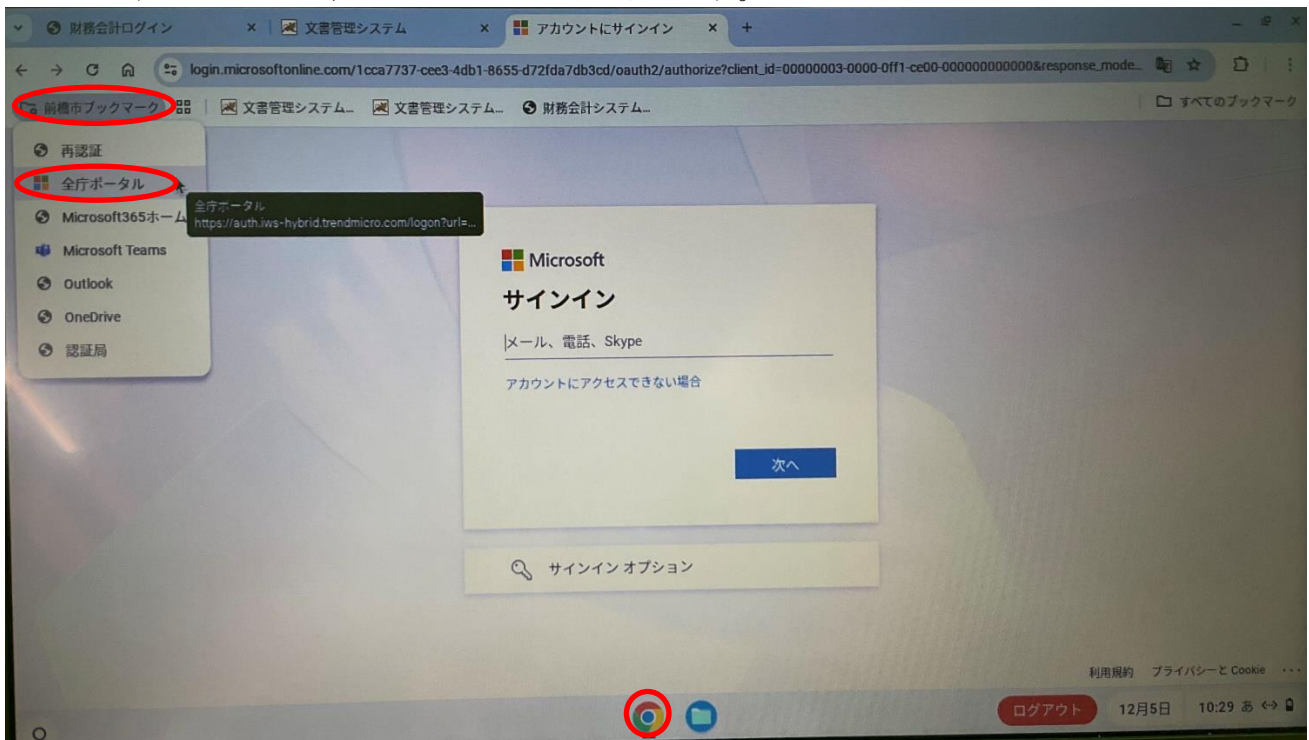 財務会計ログイン
文書管理システム
アカウントにサインイン
login.microsoftonline.com/1cca7737-cee3-4db1-8655-d72fda7db3cd/oauth2/authorize?client_id=00000003-0000-0ff1-ce00-000000000000&response_mode...
前橋市ブックマーク
文書管理システム...
文書管理システム...
財務会計システム...
すべてのブックマーク
再認証
全庁ポータル
Microsoft365ホーム
Microsoft Teams
Outlook
OneDrive
認証局
全庁ポータル
https://auth.iws-hybrid.trendmicro.com/logon?url=...
Microsoft
サインイン
メール、電話、Skype
アカウントにアクセスできない場合
次へ
サインイン オプション
利用規約 プライバシーと Cookie ...
ログアウト 12月5日 10:29 あ